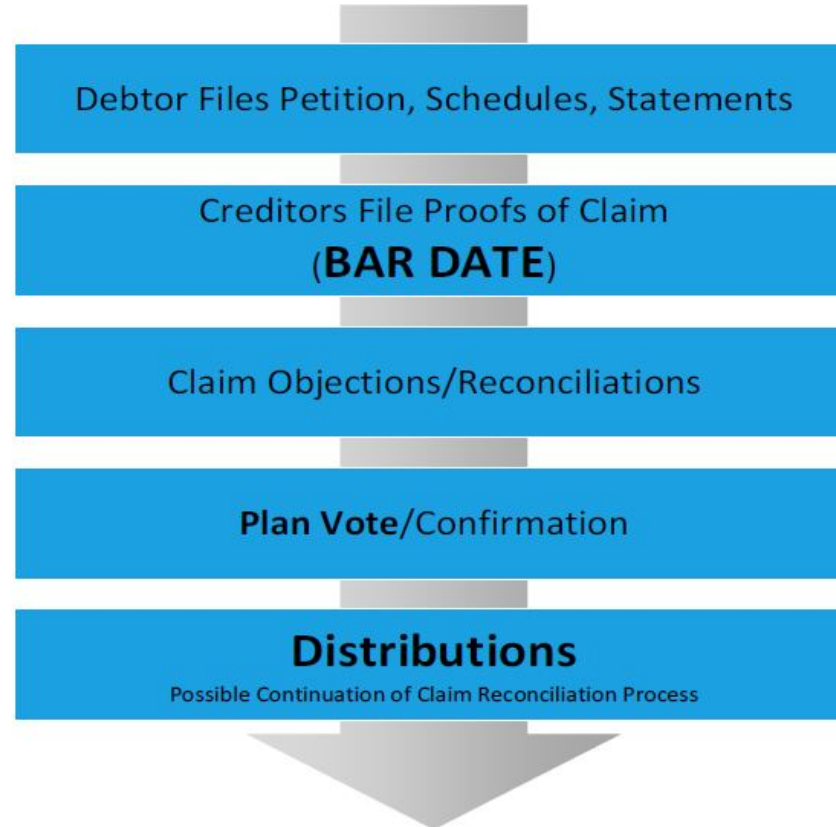 Debtor Files Petition, Schedules, Statements
Creditors File Proofs of Claim
(BAR DATE)
Claim Objections/Reconciliations
Plan Vote/Confirmation
Distributions
Possible Continuation of Claim Reconciliation Process